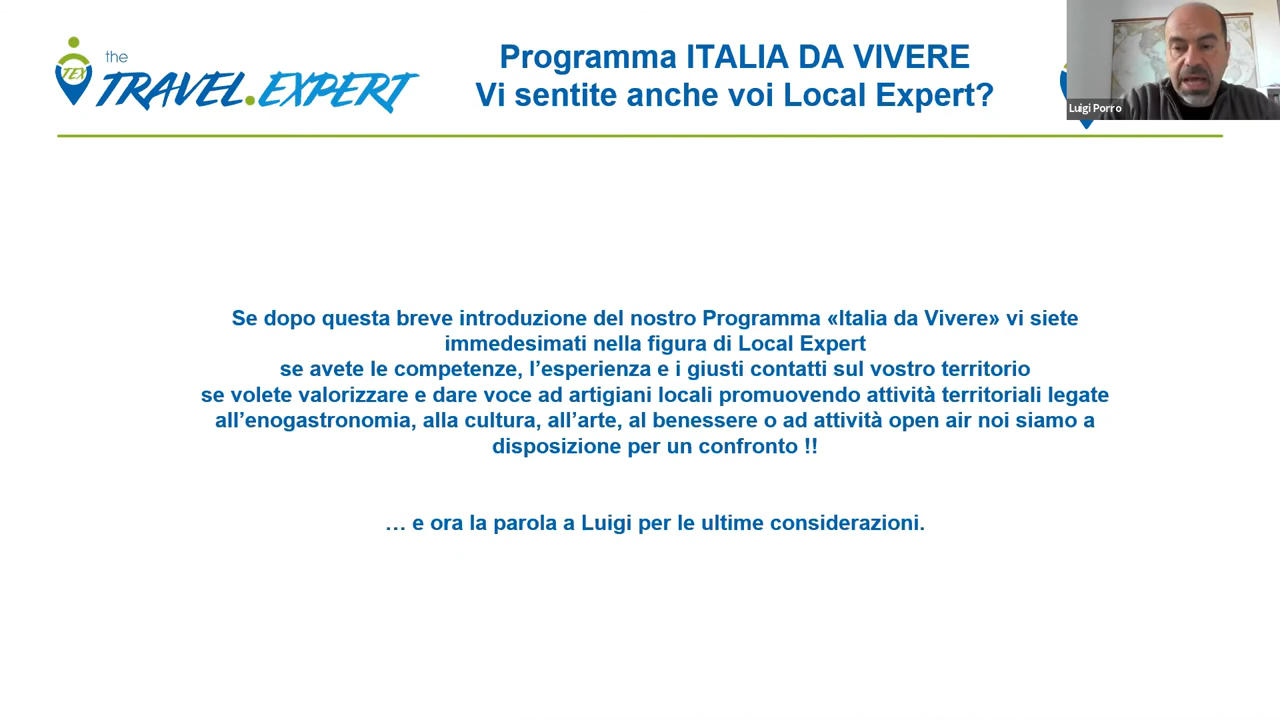 TEX
the
TRAVEL.EXPERT
Programma ITALIA DA VIVERE
Vi sentite anche voi Local Expert?
Luigi Porro
Se dopo questa breve introduzione del nostro Programma «Italia da Vivere» vi siete
immedesimati nella figura di Local Expert
se avete le competenze, l’esperienza e i giusti contatti sul vostro territorio
se volete valorizzare e dare voce ad artigiani locali promuovendo attività territoriali legate
all’enogastronomia, alla cultura, all’arte, al benessere o ad attività open air noi siamo a
disposizione per un confronto !!
… e ora la parola a Luigi per le ultime considerazioni.